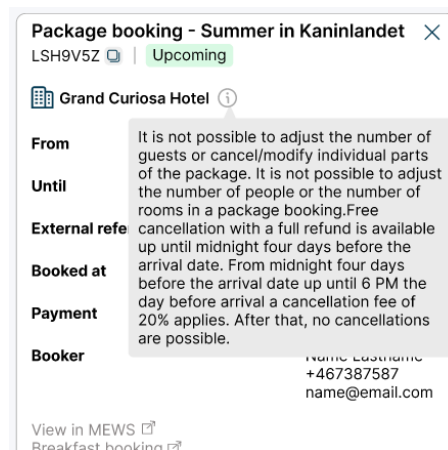 Package booking - Summer in Kaninlandet
LSH9V5Z | Upcoming
Grand Curiosa Hotel
From
Until
External refe
Booked at
Payment
Booker
It is not possible to adjust the number of
guests or cancel/modify individual parts
of the package. It is not possible to adjust
the number of people or the number of
rooms in a package booking.Free
cancellation with a full refund is available
up until midnight four days before the
arrival date. From midnight four days
before the arrival date up until 6 PM the
day before arrival a cancellation fee of
20% applies. After that, no cancellations
are possible.
Name Lastname
+467387587
name@email.com
View in MEWS
Breakfast booking